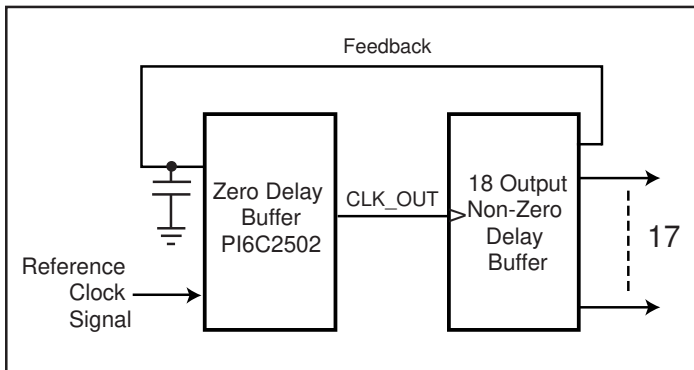 Feedback
Zero Delay
Buffer
PI6C2502
CLK_OUT
18 Output
Non-Zero
Delay
Buffer
17
Reference
Clock
Signal